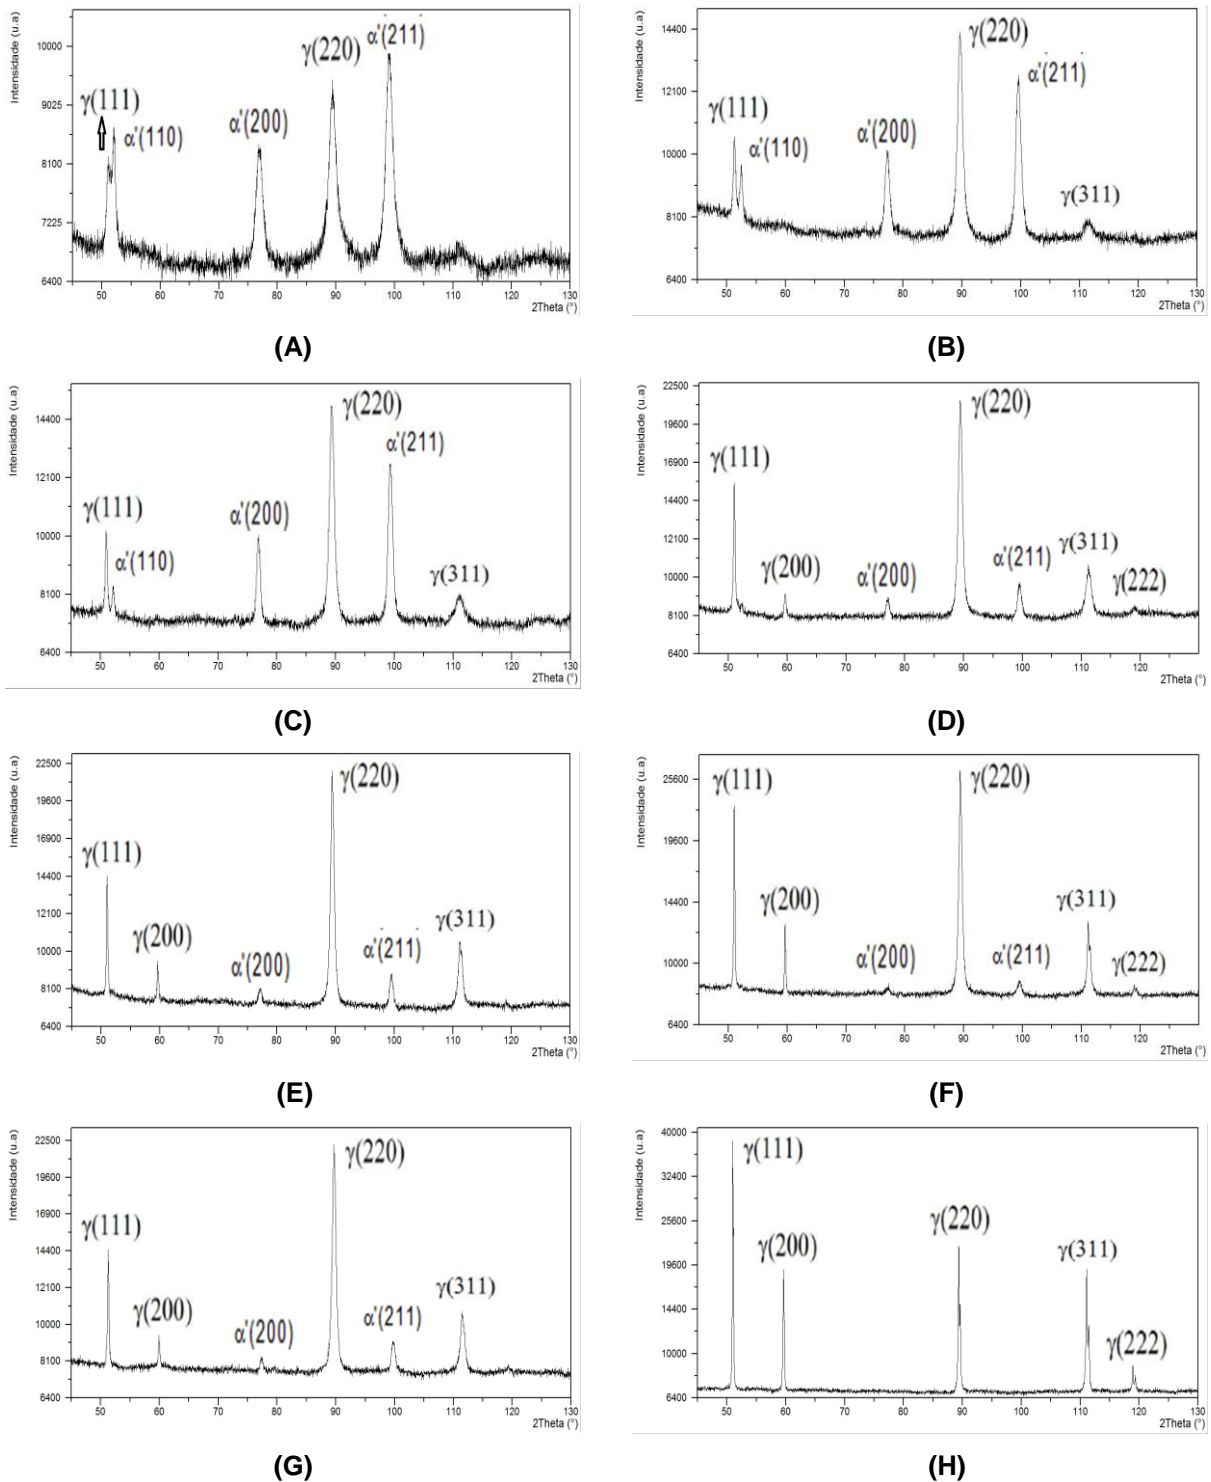 Intensidade (u.a)
10000
9025
8100
7225
6400
γ(111)
α'(110)
α'(200)
γ(220)
α'(211)
50 60 70 80 90 100 110 120 130
2Theta (°)
(A)
Intensidade (u.a)
14400
12100
10000
8100
6400
γ(111)
α'(110)
α'(200)
γ(220)
α'(211)
γ(311)
50 60 70 80 90 100 110 120 130
2Theta (°)
(B)
Intensidade (u.a)
14400
12100
10000
8100
6400
γ(111)
α'(110)
α'(200)
γ(220)
α'(211)
γ(311)
50 60 70 80 90 100 110 120 130
2Theta (°)
(C)
Intensidade (u.a)
22500
19600
16900
14400
12100
10000
8100
6400
γ(111)
γ(200)
α'(200)
γ(220)
α'(211)
γ(311)
γ(222)
50 60 70 80 90 100 110 120
2Theta (°)
(D)
Intensidade (u.a)
22500
19600
16900
14400
12100
10000
8100
6400
γ(111)
γ(200)
α'(200)
γ(220)
α'(211)
γ(311)
50 60 70 80 90 100 110 120 130
2Theta (°)
(E)
Intensidade (u.a)
25600
19600
14400
10000
6400
γ(111)
γ(200)
α'(200)
γ(220)
α'(211)
γ(311)
γ(222)
50 60 70 80 90 100 110 120
2Theta (°)
(F)
Intensidade (u.a)
22500
19600
16900
14400
12100
10000
8100
6400
γ(111)
γ(200)
α'(200)
γ(220)
α'(211)
γ(311)
50 60 70 80 90 100 110 120 130
2Theta (°)
(G)
Intensidade (u.a)
40000
32400
25600
19600
14400
10000
6400
γ(111)
γ(200)
γ(220)
γ(311)
γ(222)
50 60 70 80 90 100 110 120 130
2Theta (°)
(H)